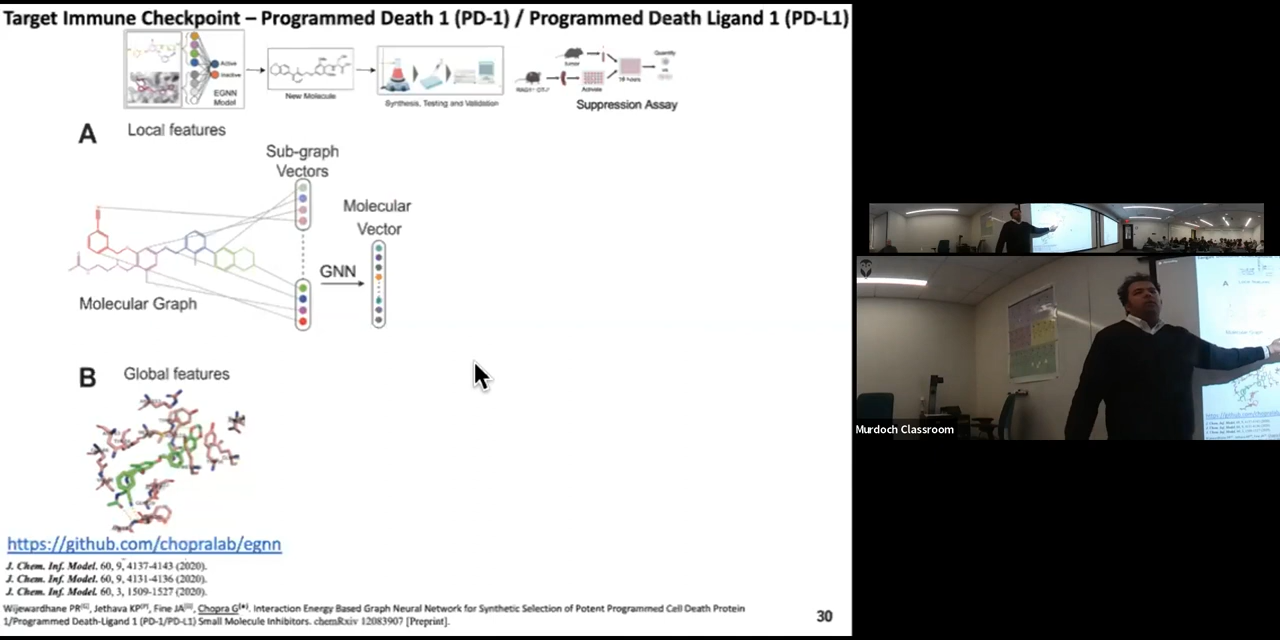 Target Immune Checkpoint – Programmed Death 1 (PD-1) / Programmed Death Ligand 1 (PD-L1)
Active
Inactive
EGNN
Model
New Molecule
Synthesis, Testing and Validation
tumor
Activate
Quantify
Suppression Assay
A Local features
Sub-graph
Vectors
Molecular
Vector
GNN
Molecular Graph
B Global features
https://github.com/chopralab/egnn
J. Chem. Inf. Model. 60, 9, 4137-4143 (2020).
J. Chem. Inf. Model. 60, 9, 4131-4136 (2020).
J. Chem. Inf. Model. 60, 3, 1509-1527 (2020).
Wijewardhane PR[G], Jethava KP[P], Fine JA[G], Chopra G[*]. Interaction Energy Based Graph Neural Network for Synthetic Selection of Potent Programmed Cell Death Protein
1/Programmed Death-Ligand 1 (PD-1/PD-L1) Small Molecule Inhibitors. chemRxiv 12083907 [Preprint].
30
Murdoch Classroom